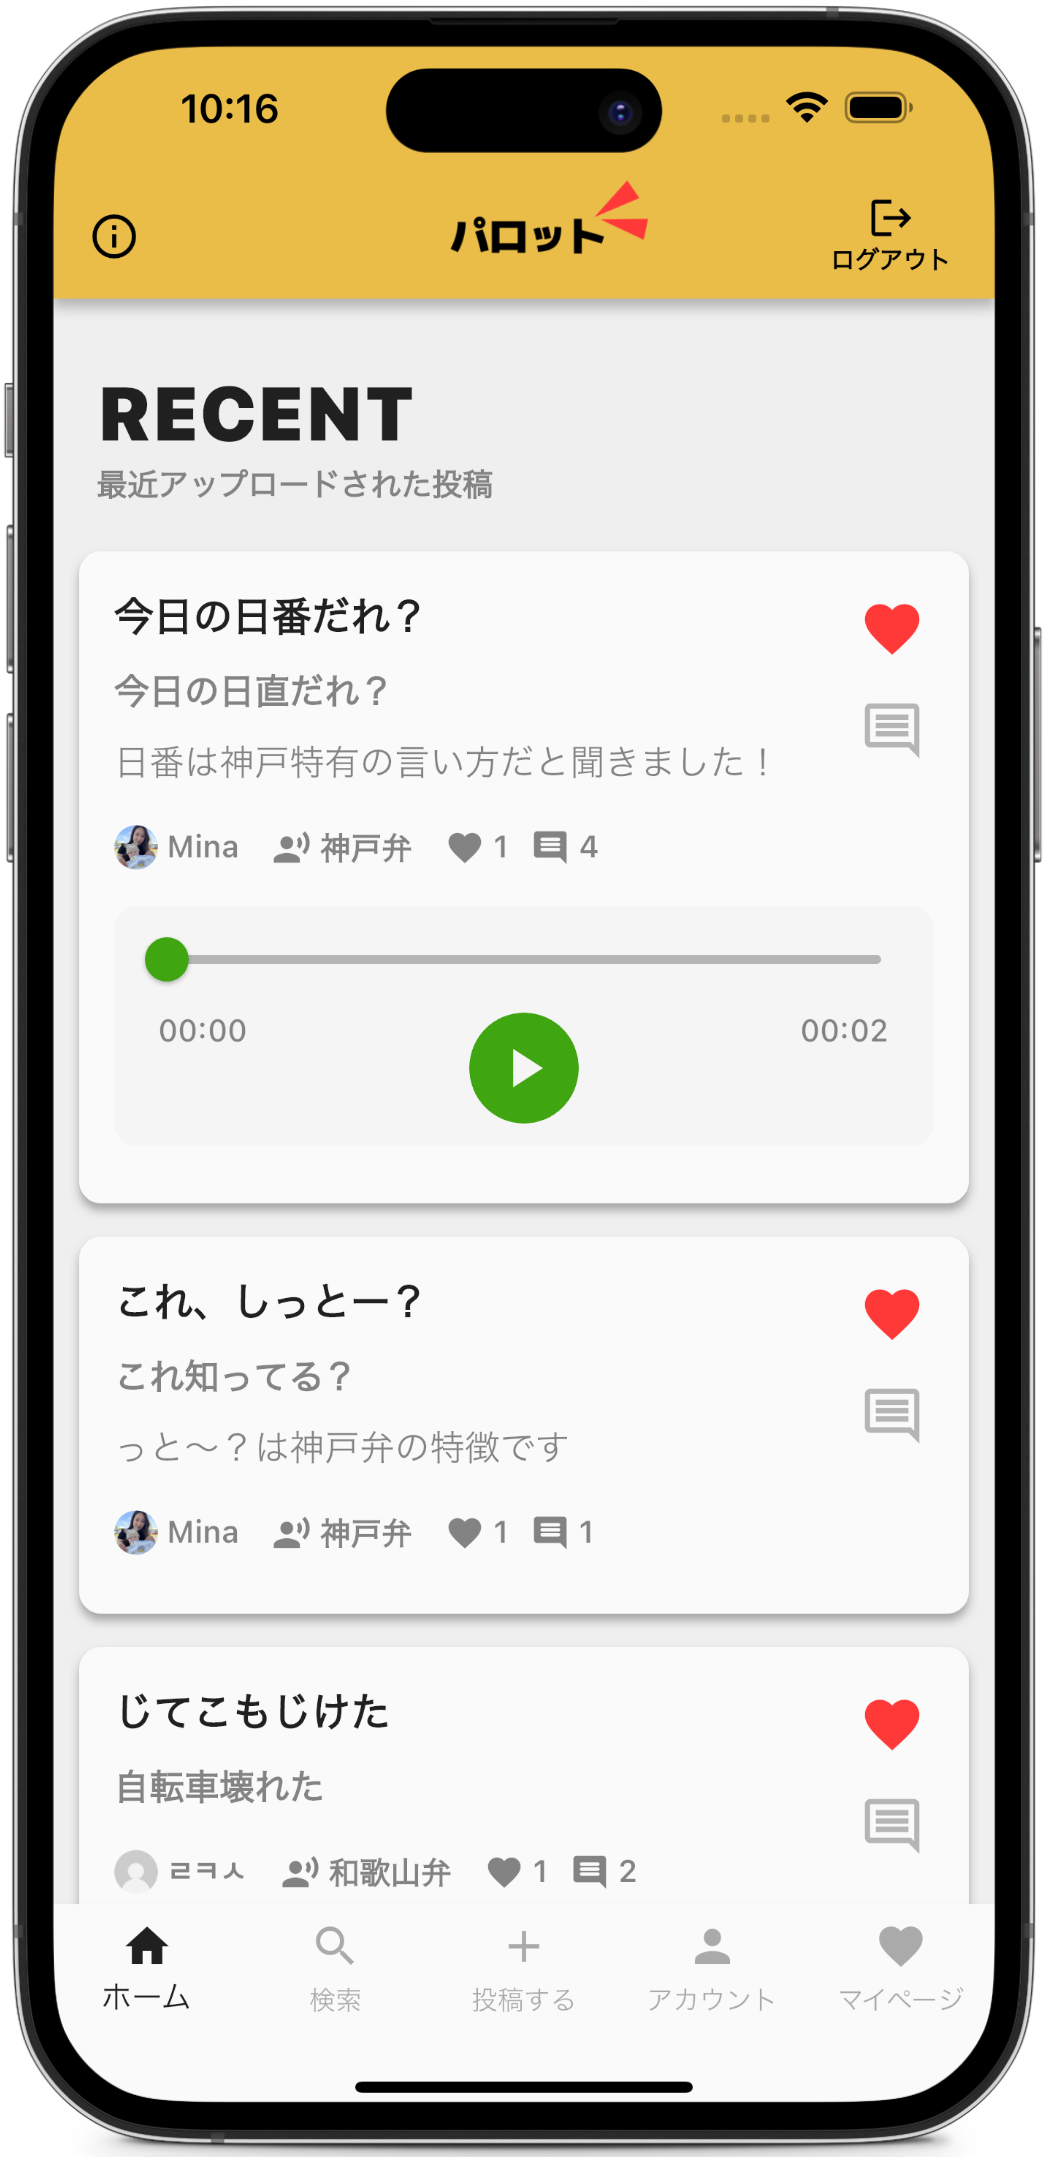 10:16
パロット
ログアウト
RECENT
最近アップロードされた投稿
今日の日番だれ？
今日の日直だれ？
日番は神戸特有の言い方だと聞きました！
Mina 神戸弁 1 4
00:00 00:02
これ、しっとー？
これ知ってる？
っと〜？は神戸弁の特徴です
Mina 神戸弁 1 1
じてこもじけた
自転車壊れた
ㄹㅋㅅ 和歌山弁 1 2
ホーム 検索 投稿する アカウント マイページ